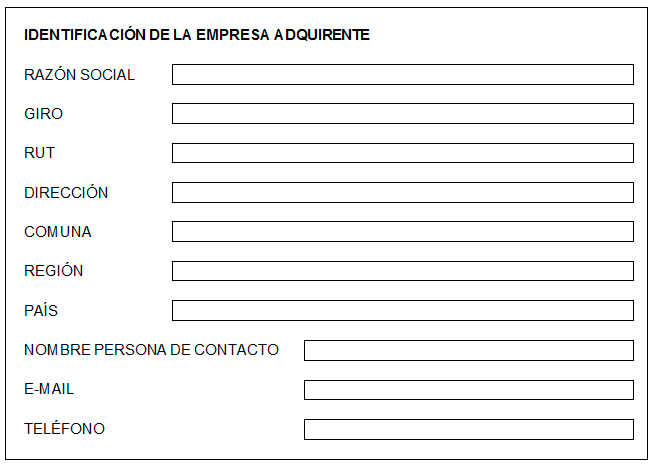 IDENTIFICACIÓN DE LA EMPRESA ADQUIRENTE
RAZÓN SOCIAL
GIRO
RUT
DIRECCIÓN
COMUNA
REGIÓN
PAÍS
NOMBRE PERSONA DE CONTACTO
E-MAIL
TELÉFONO